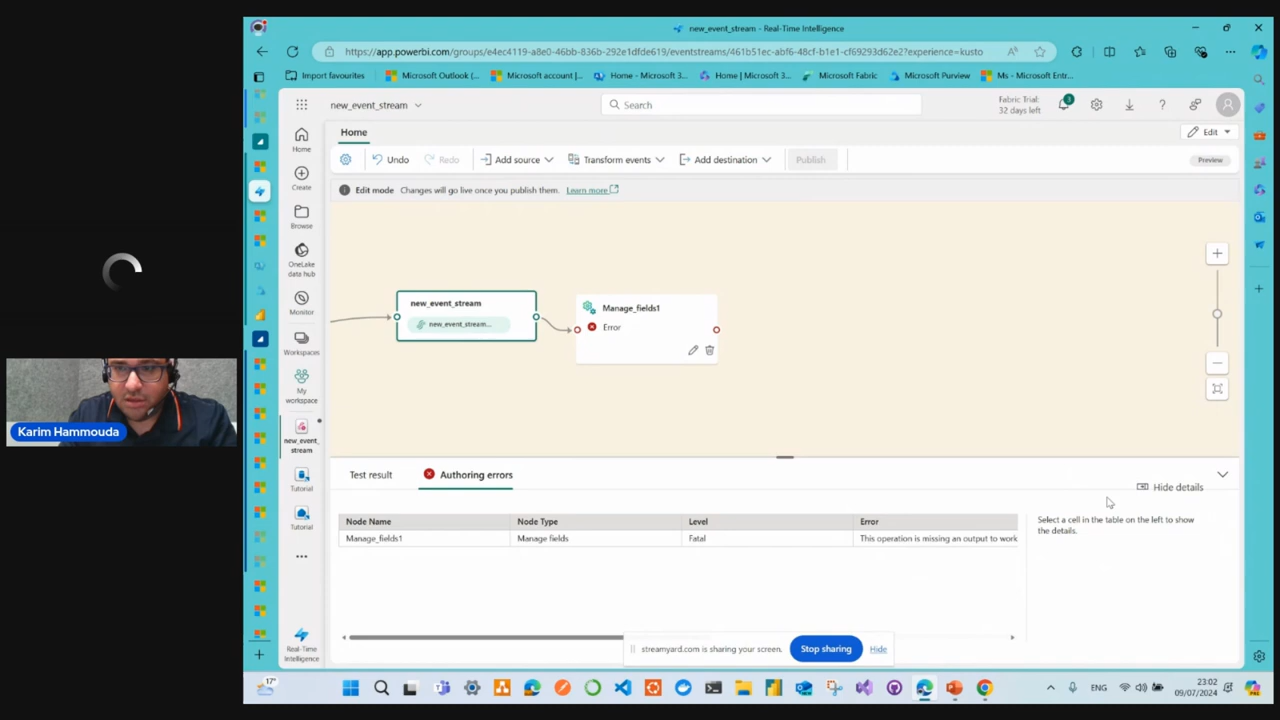 new_event_stream - Real-Time Intelligence
https://app.powerbi.com/groups/e4ec4119-a8e0-46bb-836b-292e1dfde619/eventstreams/461b51ec-abf6-48cf-b1e1-cf69293d62e2?experience=kusto
Import favourites
Microsoft Outlook (...
Microsoft account |...
Home - Microsoft 3...
Home | Microsoft 3...
Microsoft Fabric
Microsoft Purview
Ms - Microsoft Entr...
new_event_stream
Search
Fabric Trial:
32 days left
3
Home
Edit
Undo
Redo
Add source
Transform events
Add destination
Publish
Preview
Edit mode Changes will go live once you publish them. Learn more
Home
Create
Browse
OneLake
data hub
Monitor
Workspaces
My
workspace
new_event_
stream
Tutorial
Tutorial
Real-Time
Intelligence
new_event_stream
new_event_stream...
Manage_fields1
Error
Karim Hammouda
Test result
Authoring errors
Hide details
Node Name
Node Type
Level
Error
Manage_fields1
Manage fields
Fatal
This operation is missing an output to work
Select a cell in the table on the left to show
the details.
streamyard.com is sharing your screen.
Stop sharing
Hide
17°
ENG
23:02
09/07/2024